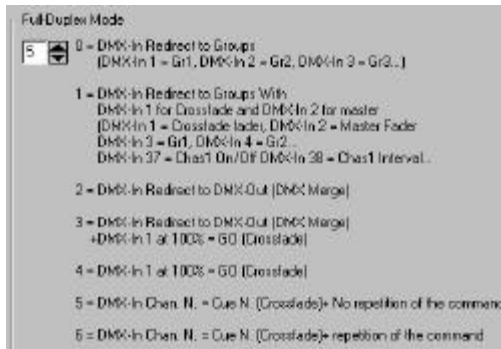 Full-Duplex Mode
5
0 = DMX-In Redirect to Groups
(DMX-In 1 = Gr1, DMX-In 2 = Gr2, DMX-In 3 = Gr3...)
1 = DMX-In Redirect to Groups With
DMX-In 1 for Crossfade and DMX-In 2 for master
(DMX-In 1 = Crossfade fader, DMX-In 2 = Master Fader
DMX-In 3 = Gr1, DMX-In 4 = Gr2...
DMX-In 37 = Chas1 On/Off DMX-In 38 = Chas1 Interval...
2 = DMX-In Redirect to DMX-Out (DMX Merge)
3 = DMX-In Redirect to DMX-Out (DMX Merge)
+DMX-In 1 at 100% = GO (Crossfade)
4 = DMX-In 1 at 100% = GO (Crossfade)
5 = DMX-In Chan. N. = Cue N. (Crossfade)+ No repetition of the command
6 = DMX-In Chan. N. = Cue N. (Crossfade)+ repetition of the command